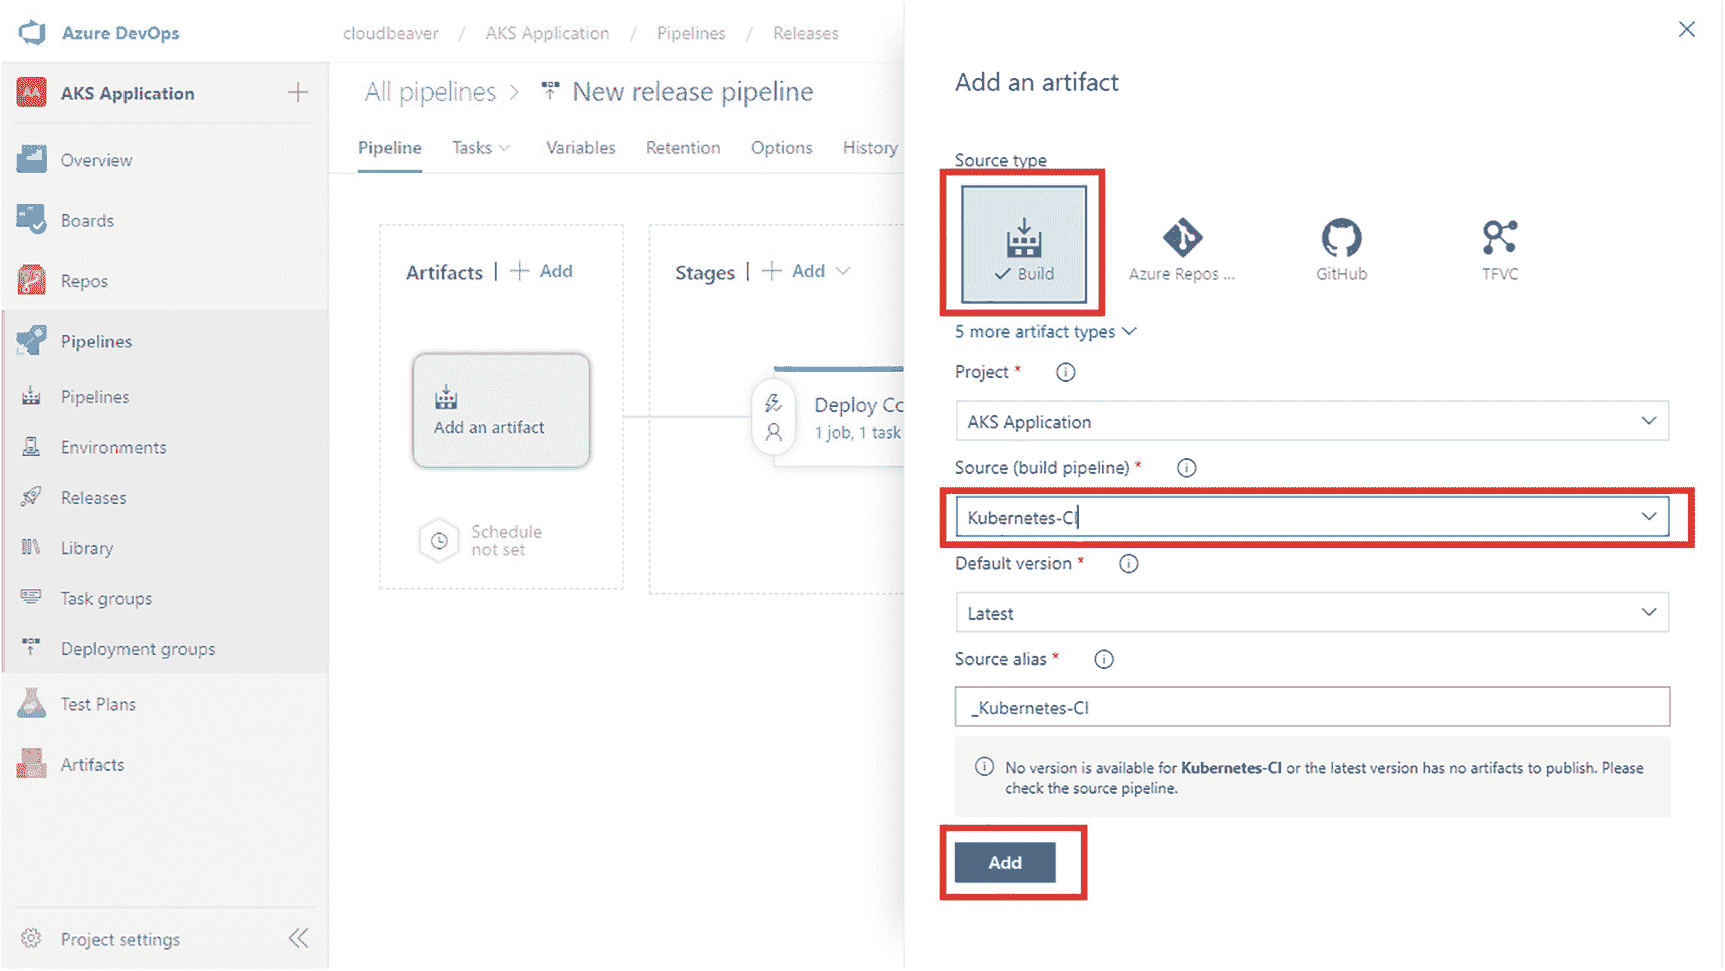 Azure DevOps
cloudbeaver / AKS Application / Pipelines / Releases
AKS Application
Overview
Boards
Repos
Pipelines
Pipelines
Environments
Releases
Library
Task groups
Deployment groups
Test Plans
Artifacts
Project settings
All pipelines > New release pipeline
Pipeline Tasks Variables Retention Options History
Artifacts | + Add
Add an artifact
Schedule
not set
Stages | + Add
Deploy Co
1 job, 1 task
Add an artifact
Source type
Build
Azure Repos ...
GitHub
TFVC
5 more artifact types
Project *
AKS Application
Source (build pipeline) *
Kubernetes-CI
Default version *
Latest
Source alias *
_Kubernetes-CI
No version is available for Kubernetes-CI or the latest version has no artifacts to publish. Please
check the source pipeline.
Add